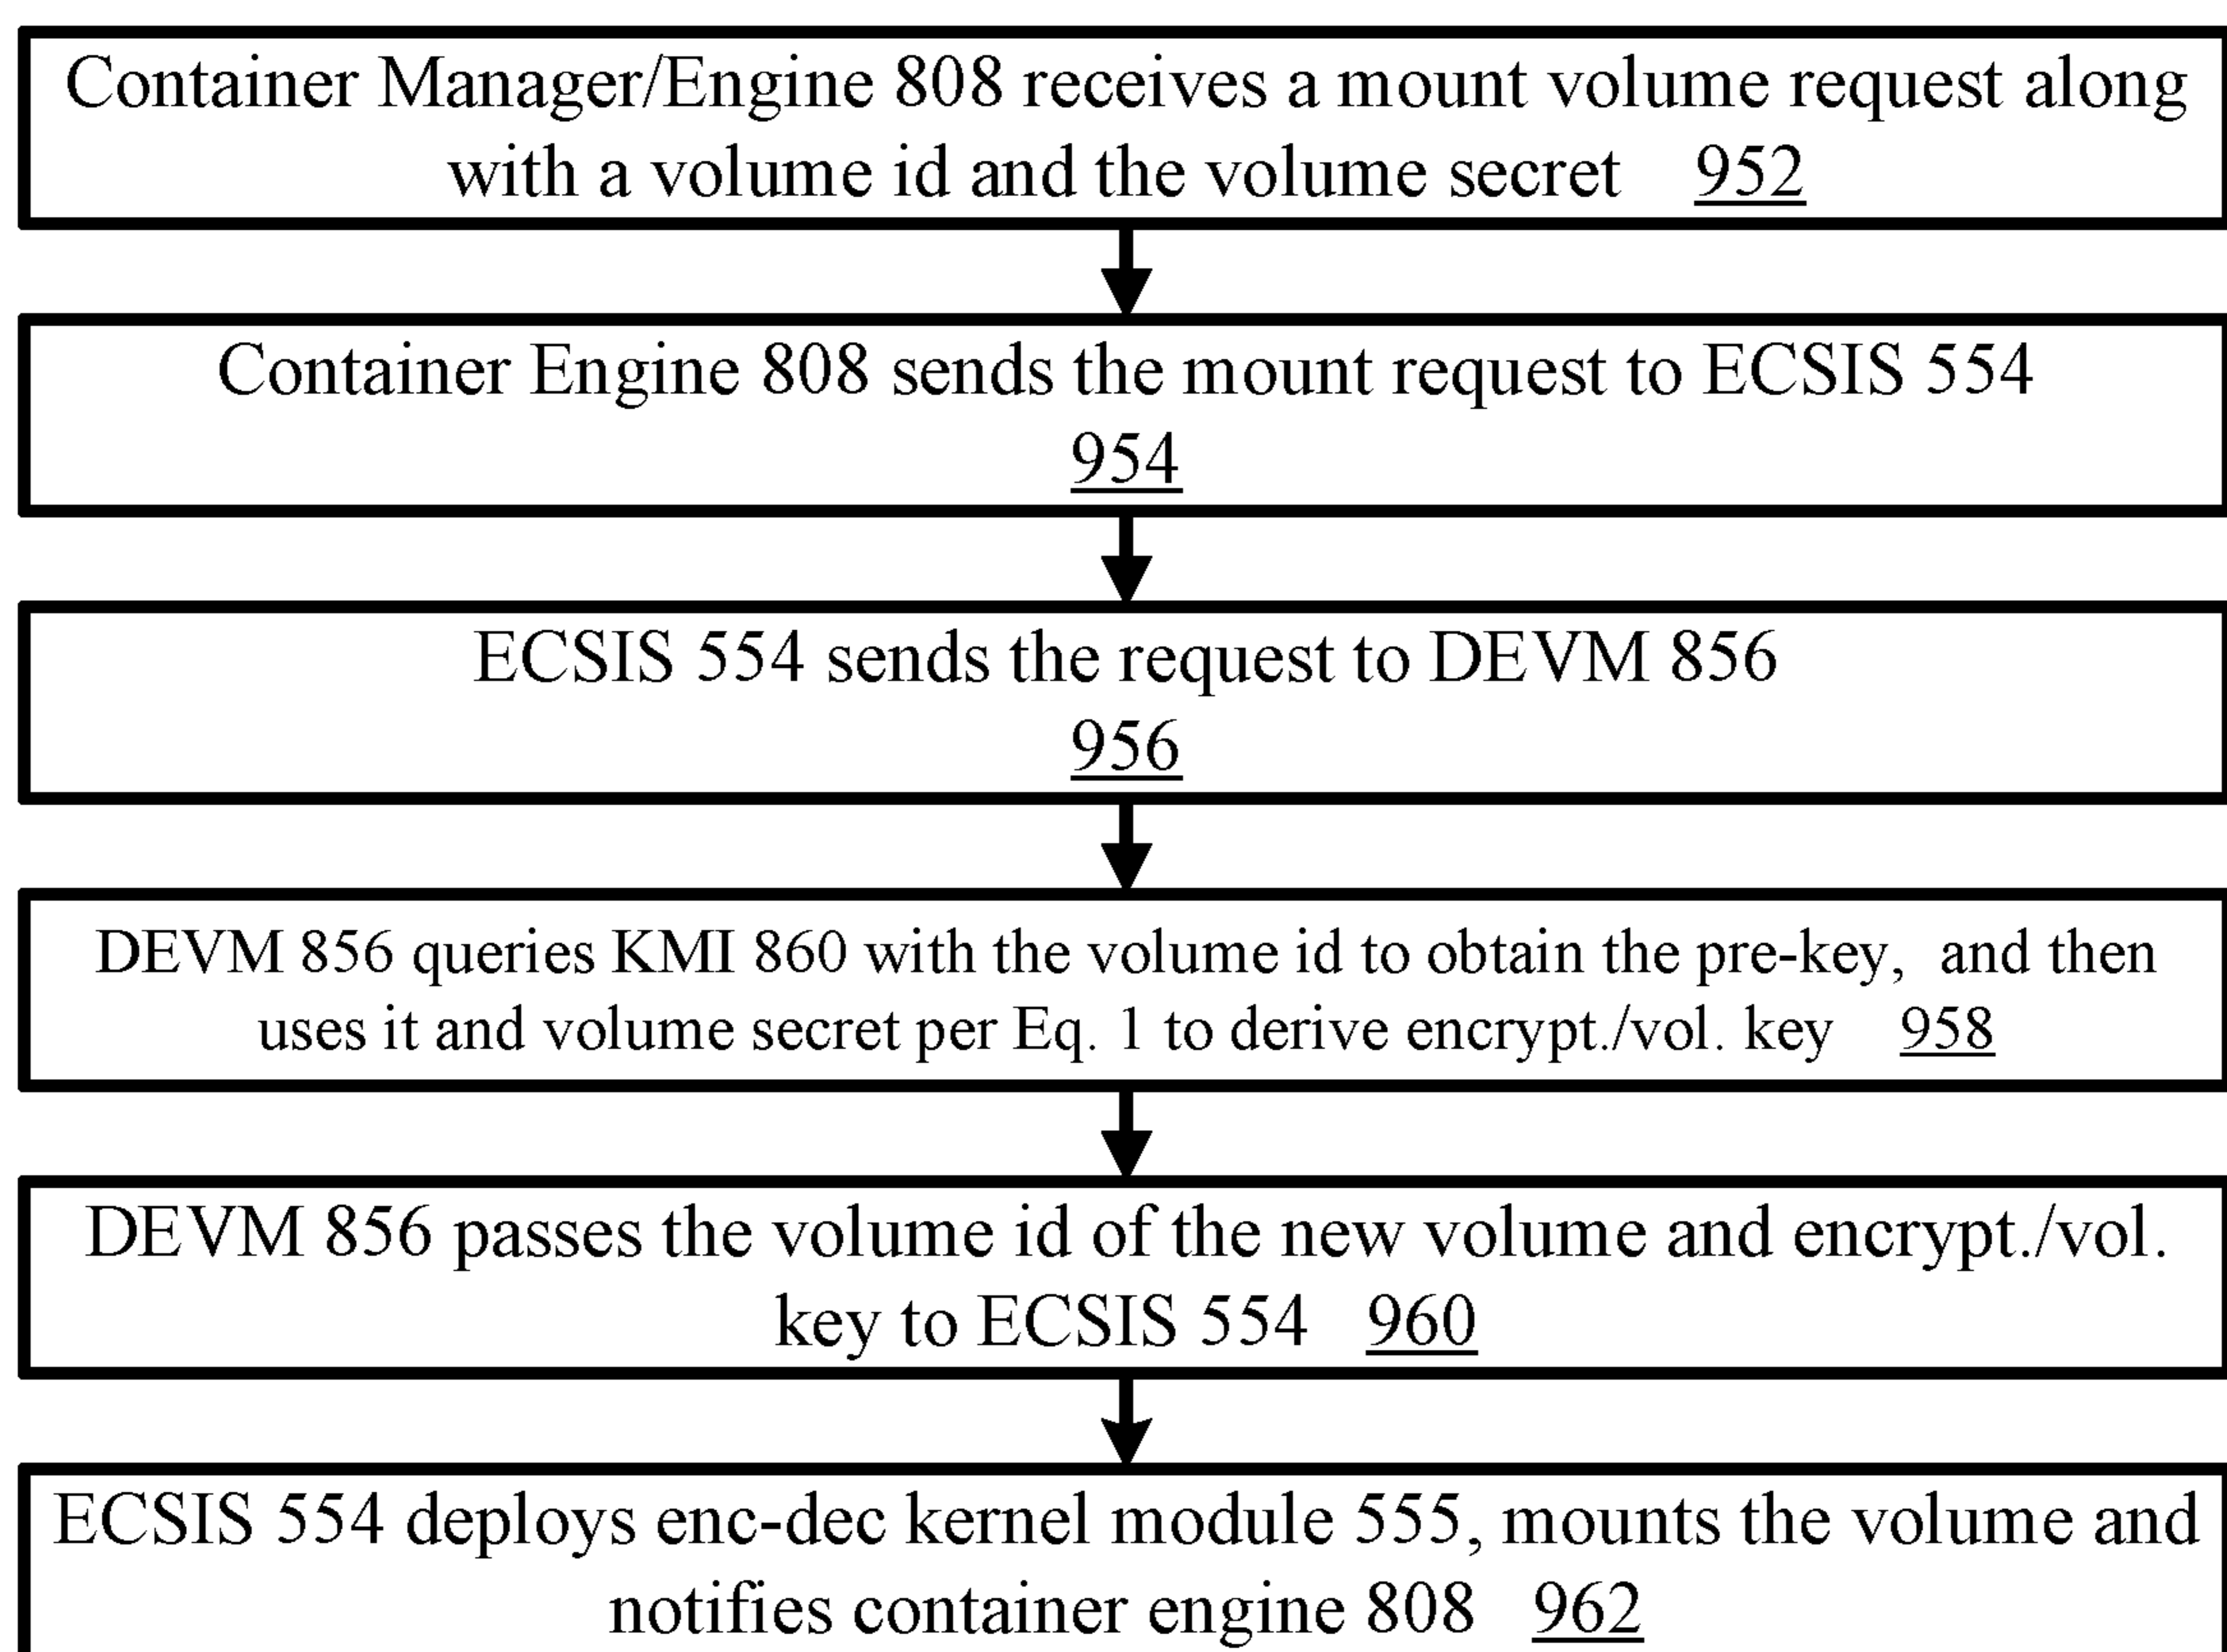 Container Manager/Engine 808 receives a mount volume request along
with a volume id and the volume secret 952
Container Engine 808 sends the mount request to ECSIS 554
954
ECSIS 554 sends the request to DEVM 856
956
DEVM 856 queries KMI 860 with the volume id to obtain the pre-key, and then
uses it and volume secret per Eq. 1 to derive encrypt./vol. key 958
DEVM 856 passes the volume id of the new volume and encrypt./vol.
key to ECSIS 554 960
ECSIS 554 deploys enc-dec kernel module 555, mounts the volume and
notifies container engine 808 962